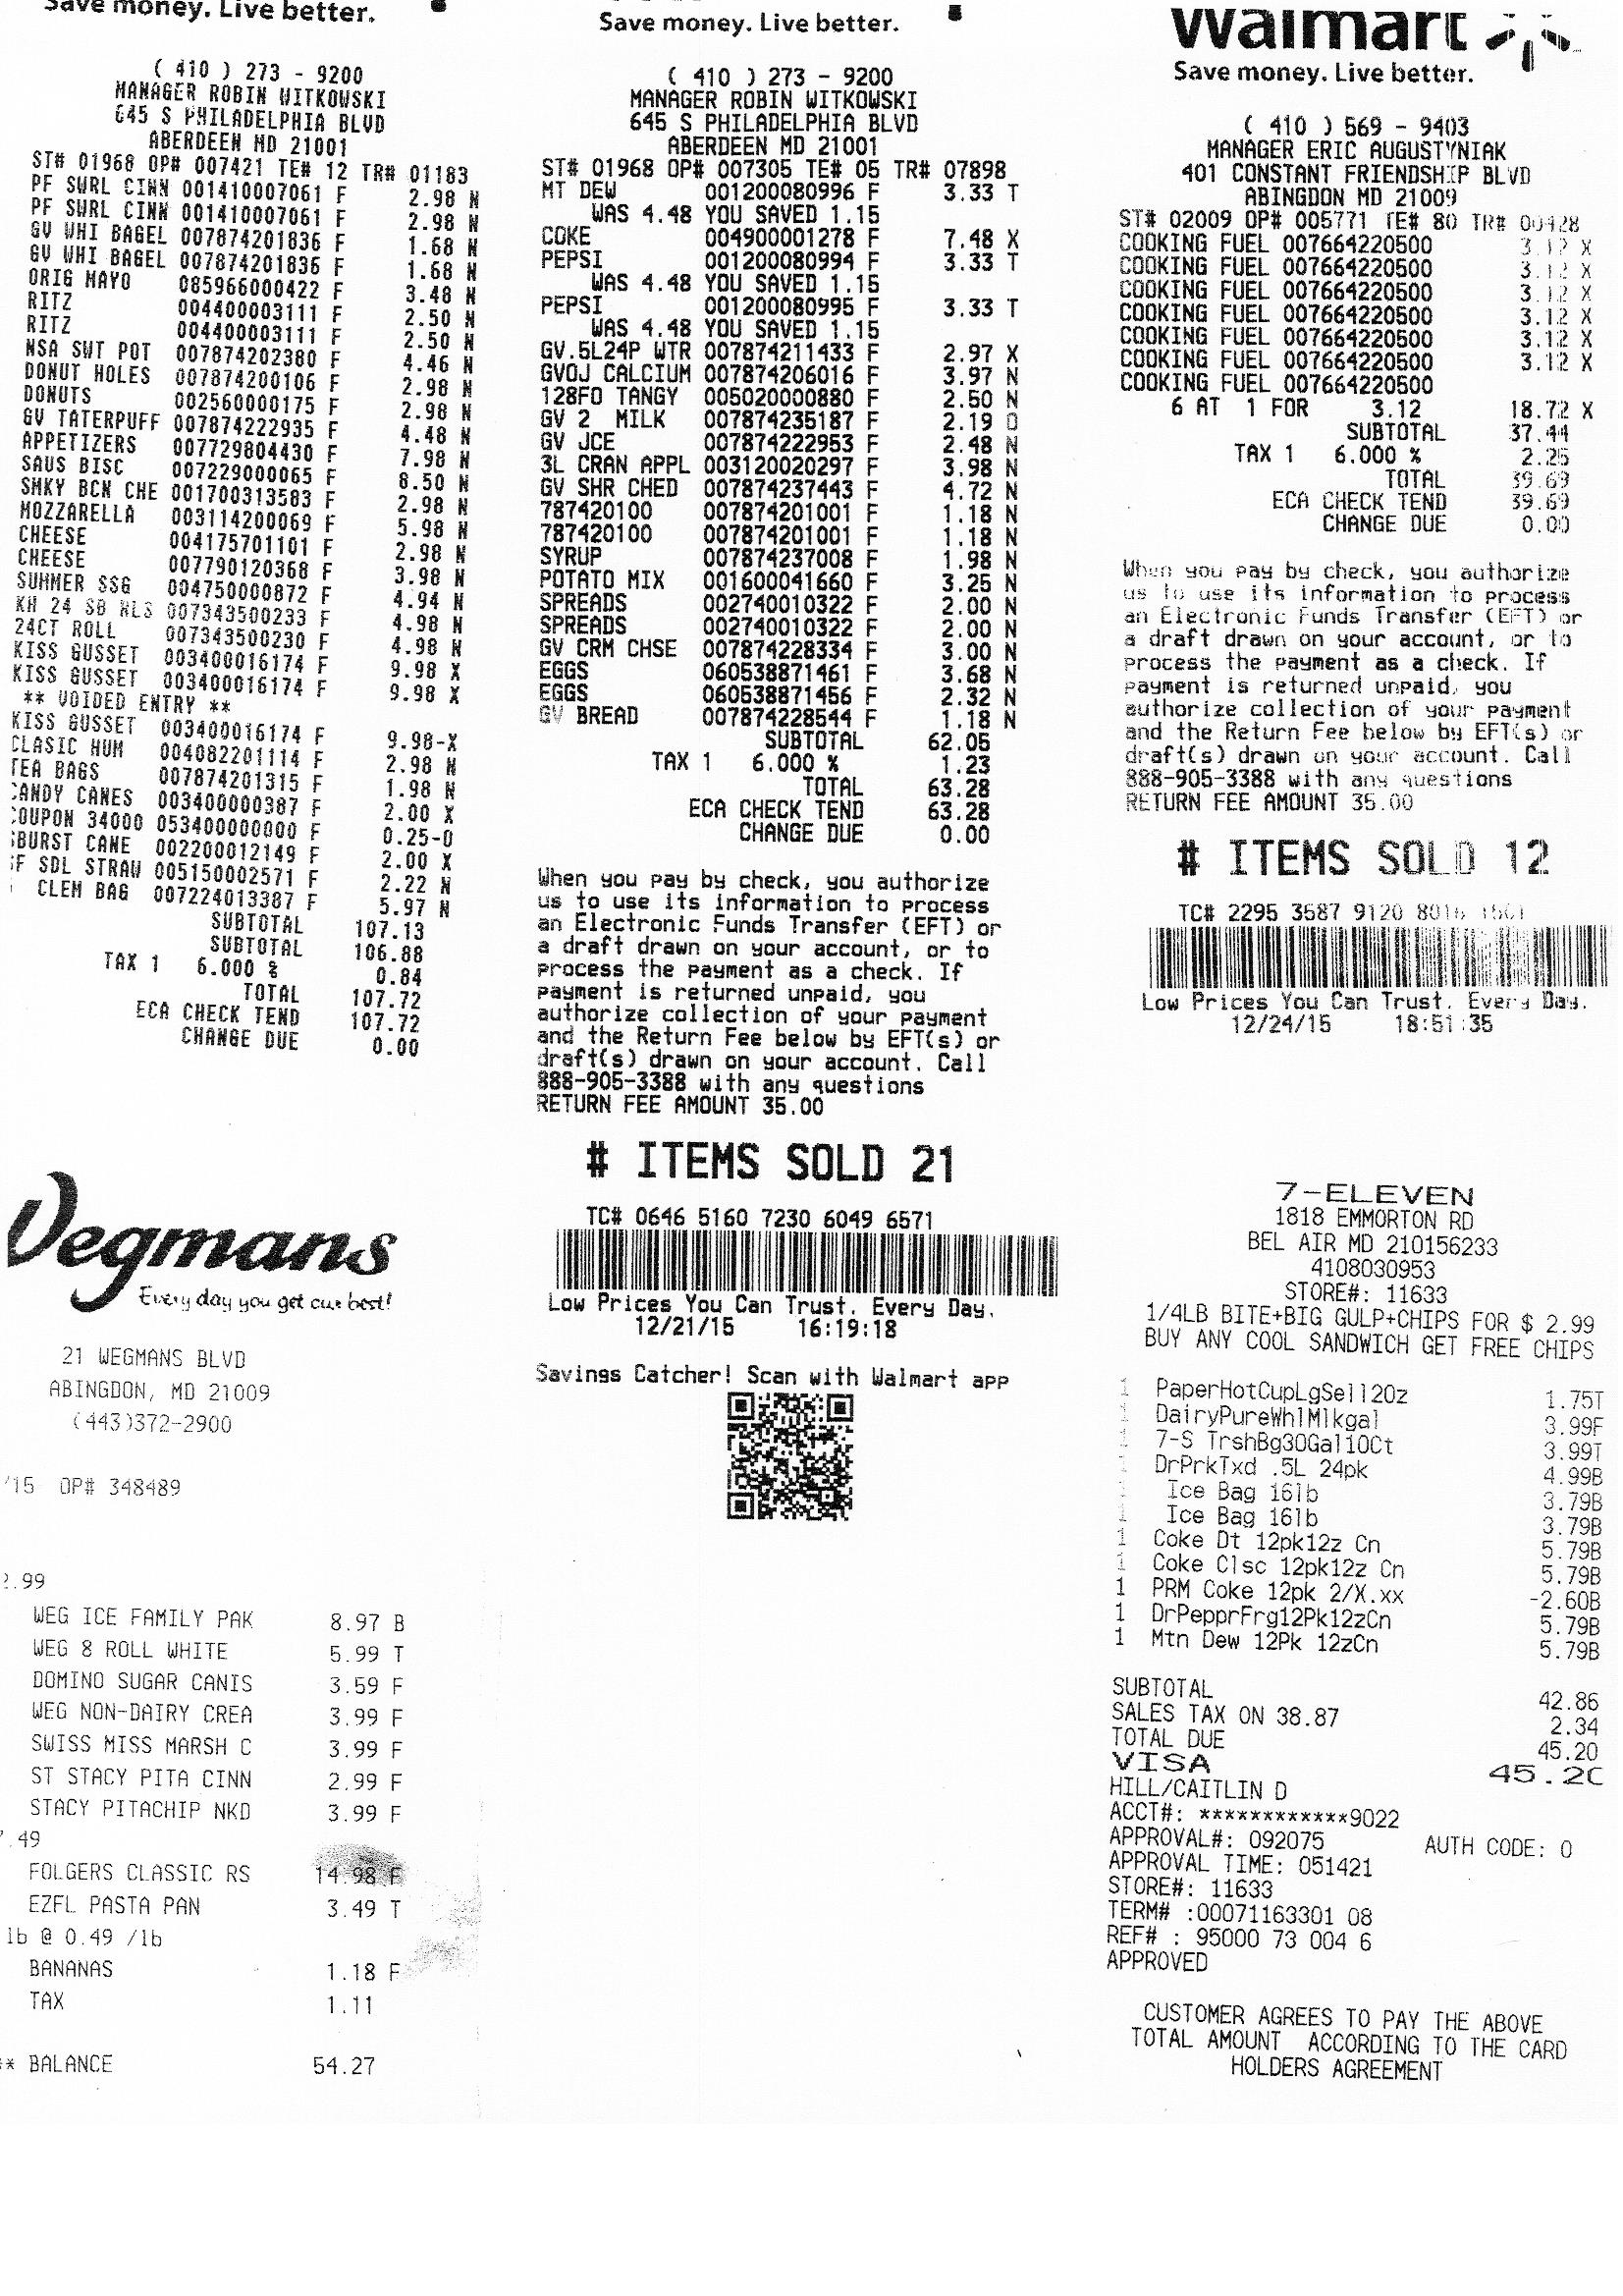 Save money. Live better.
( 410 ) 273 - 9200
MANAGER ROBIN WITKOWSKI
645 S PHILADELPHIA BLVD
ABERDEEN MD 21001
ST# 01968 OP# 007421 TE# 12 TR# 01183
PF SWRL CINN 001410007061 F 2.98 N
PF SWRL CINN 001410007061 F 2.98 N
GV WHI BAGEL 007874201836 F 1.68 N
GV WHI BAGEL 007874201836 F 1.68 N
ORIG MAYO 085966000422 F 3.48 N
RITZ 004400003111 F 2.50 N
RITZ 004400003111 F 2.50 N
NSA SWT POT 007874202380 F 4.46 N
DONUT HOLES 007874200106 F 2.98 N
DONUTS 002560000175 F 2.98 N
GV TATERPUFF 007874222935 F 4.48 N
APPETIZERS 007729804430 F 7.98 N
SAUS BISC 007229000065 F 8.50 N
SMKY BCN CHE 001700313583 F 2.98 N
MOZZARELLA 003114200069 F 5.98 N
CHEESE 004175701101 F 2.98 N
CHEESE 007790120368 F 3.98 N
SUMMER SSG 004750000872 F 4.94 N
KH 24 SB RLS 007343500233 F 4.98 N
24CT ROLL 007343500230 F 4.98 N
KISS GUSSET 003400016174 F 9.98 X
KISS GUSSET 003400016174 F 9.98 X
** VOIDED ENTRY **
KISS GUSSET 003400016174 F 9.98-X
CLASIC HUM 004082201114 F 2.98 N
TEA BAGS 007874201315 F 1.98 N
CANDY CANES 003400000387 F 2.00 X
COUPON 34000 053400000000 F 0.25-O
SBURST CANE 002200012149 F 2.00 X
SF SDL STRAW 005150002571 F 2.22 N
CLEM BAG 007224013387 F 5.97 N
SUBTOTAL 107.13
SUBTOTAL 106.88
TAX 1 6.000 % 0.84
TOTAL 107.72
ECA CHECK TEND 107.72
CHANGE DUE 0.00
Wegmans
Every day you get our best!
21 WEGMANS BLVD
ABINGDON, MD 21009
(443)372-2900
/15 OP# 348489
2.99
WEG ICE FAMILY PAK 8.97 B
WEG 8 ROLL WHITE 5.99 T
DOMINO SUGAR CANIS 3.59 F
WEG NON-DAIRY CREA 3.99 F
SWISS MISS MARSH C 3.99 F
ST STACY PITA CINN 2.99 F
STACY PITACHIP NKD 3.99 F
7.49
FOLGERS CLASSIC RS 14.98 F
EZFL PASTA PAN 3.49 T
lb @ 0.49 /lb
BANANAS 1.18 F
TAX 1.11
** BALANCE 54.27
Save money. Live better.
( 410 ) 273 - 9200
MANAGER ROBIN WITKOWSKI
645 S PHILADELPHIA BLVD
ABERDEEN MD 21001
ST# 01968 OP# 007305 TE# 05 TR# 07898
MT DEW 001200080996 F 3.33 T
WAS 4.48 YOU SAVED 1.15
COKE 004900001278 F 7.48 X
PEPSI 001200080994 F 3.33 T
WAS 4.48 YOU SAVED 1.15
PEPSI 001200080995 F 3.33 T
WAS 4.48 YOU SAVED 1.15
GV.5L24P WTR 007874211433 F 2.97 X
GVOJ CALCIUM 007874206016 F 3.97 N
128FO TANGY 005020000880 F 2.50 N
GV 2 MILK 007874235187 F 2.19 O
GV JCE 007874222953 F 2.48 N
3L CRAN APPL 003120020297 F 3.98 N
GV SHR CHED 007874237443 F 4.72 N
787420100 007874201001 F 1.18 N
787420100 007874201001 F 1.18 N
SYRUP 007874237008 F 1.98 N
POTATO MIX 001600041660 F 3.25 N
SPREADS 002740010322 F 2.00 N
SPREADS 002740010322 F 2.00 N
GV CRM CHSE 007874228334 F 3.00 N
EGGS 060538871461 F 3.68 N
EGGS 060538871456 F 2.32 N
GV BREAD 007874228544 F 1.18 N
SUBTOTAL 62.05
TAX 1 6.000 % 1.23
TOTAL 63.28
ECA CHECK TEND 63.28
CHANGE DUE 0.00
When you pay by check, you authorize
us to use its information to process
an Electronic Funds Transfer (EFT) or
a draft drawn on your account, or to
process the payment as a check. If
payment is returned unpaid, you
authorize collection of your payment
and the Return Fee below by EFT(s) or
draft(s) drawn on your account. Call
888-905-3388 with any questions
RETURN FEE AMOUNT 35.00
# ITEMS SOLD 21
TC# 0646 5160 7230 6049 6571
Low Prices You Can Trust. Every Day.
12/21/15 16:19:18
Savings Catcher! Scan with Walmart app
Walmart
Save money. Live better.
( 410 ) 569 - 9403
MANAGER ERIC AUGUSTYNIAK
401 CONSTANT FRIENDSHIP BLVD
ABINGDON MD 21009
ST# 02009 OP# 005771 TE# 80 TR# 00428
COOKING FUEL 007664220500 3.12 X
COOKING FUEL 007664220500 3.12 X
COOKING FUEL 007664220500 3.12 X
COOKING FUEL 007664220500 3.12 X
COOKING FUEL 007664220500 3.12 X
COOKING FUEL 007664220500 3.12 X
COOKING FUEL 007664220500
6 AT 1 FOR 3.12 18.72 X
SUBTOTAL 37.44
TAX 1 6.000 % 2.25
TOTAL 39.69
ECA CHECK TEND 39.69
CHANGE DUE 0.00
When you pay by check, you authorize
us to use its information to process
an Electronic Funds Transfer (EFT) or
a draft drawn on your account, or to
process the payment as a check. If
payment is returned unpaid, you
authorize collection of your payment
and the Return Fee below by EFT(s) or
draft(s) drawn on your account. Call
888-905-3388 with any questions
RETURN FEE AMOUNT 35.00
# ITEMS SOLD 12
TC# 2295 3587 9120 8016
Low Prices You Can Trust. Every Day.
12/24/15 18:51:35
7-ELEVEN
1818 EMMORTON RD
BEL AIR MD 210156233
4108030953
STORE#: 11633
1/4LB BITE+BIG GULP+CHIPS FOR $ 2.99
BUY ANY COOL SANDWICH GET FREE CHIPS
1 PaperHotCupLgSell20z 1.75T
1 DairyPureWhlMlkgal 3.99F
1 7-S TrshBg30Gal10Ct 3.99T
1 DrPrkTxd .5L 24pk 4.99B
1 Ice Bag 16lb 3.79B
1 Ice Bag 16lb 3.79B
1 Coke Dt 12pk12z Cn 5.79B
1 Coke Clsc 12pk12z Cn 5.79B
1 PRM Coke 12pk 2/X.xx -2.60B
1 DrPepprFrg12Pk12zCn 5.79B
1 Mtn Dew 12Pk 12zCn 5.79B
SUBTOTAL 42.86
SALES TAX ON 38.87 2.34
TOTAL DUE 45.20
VISA 45.20
HILL/CAITLIN D
ACCT#: ************9022
APPROVAL#: 092075 AUTH CODE: 0
APPROVAL TIME: 051421
STORE#: 11633
TERM# :00071163301 08
REF# : 95000 73 004 6
APPROVED
CUSTOMER AGREES TO PAY THE ABOVE
TOTAL AMOUNT ACCORDING TO THE CARD
HOLDERS AGREEMENT